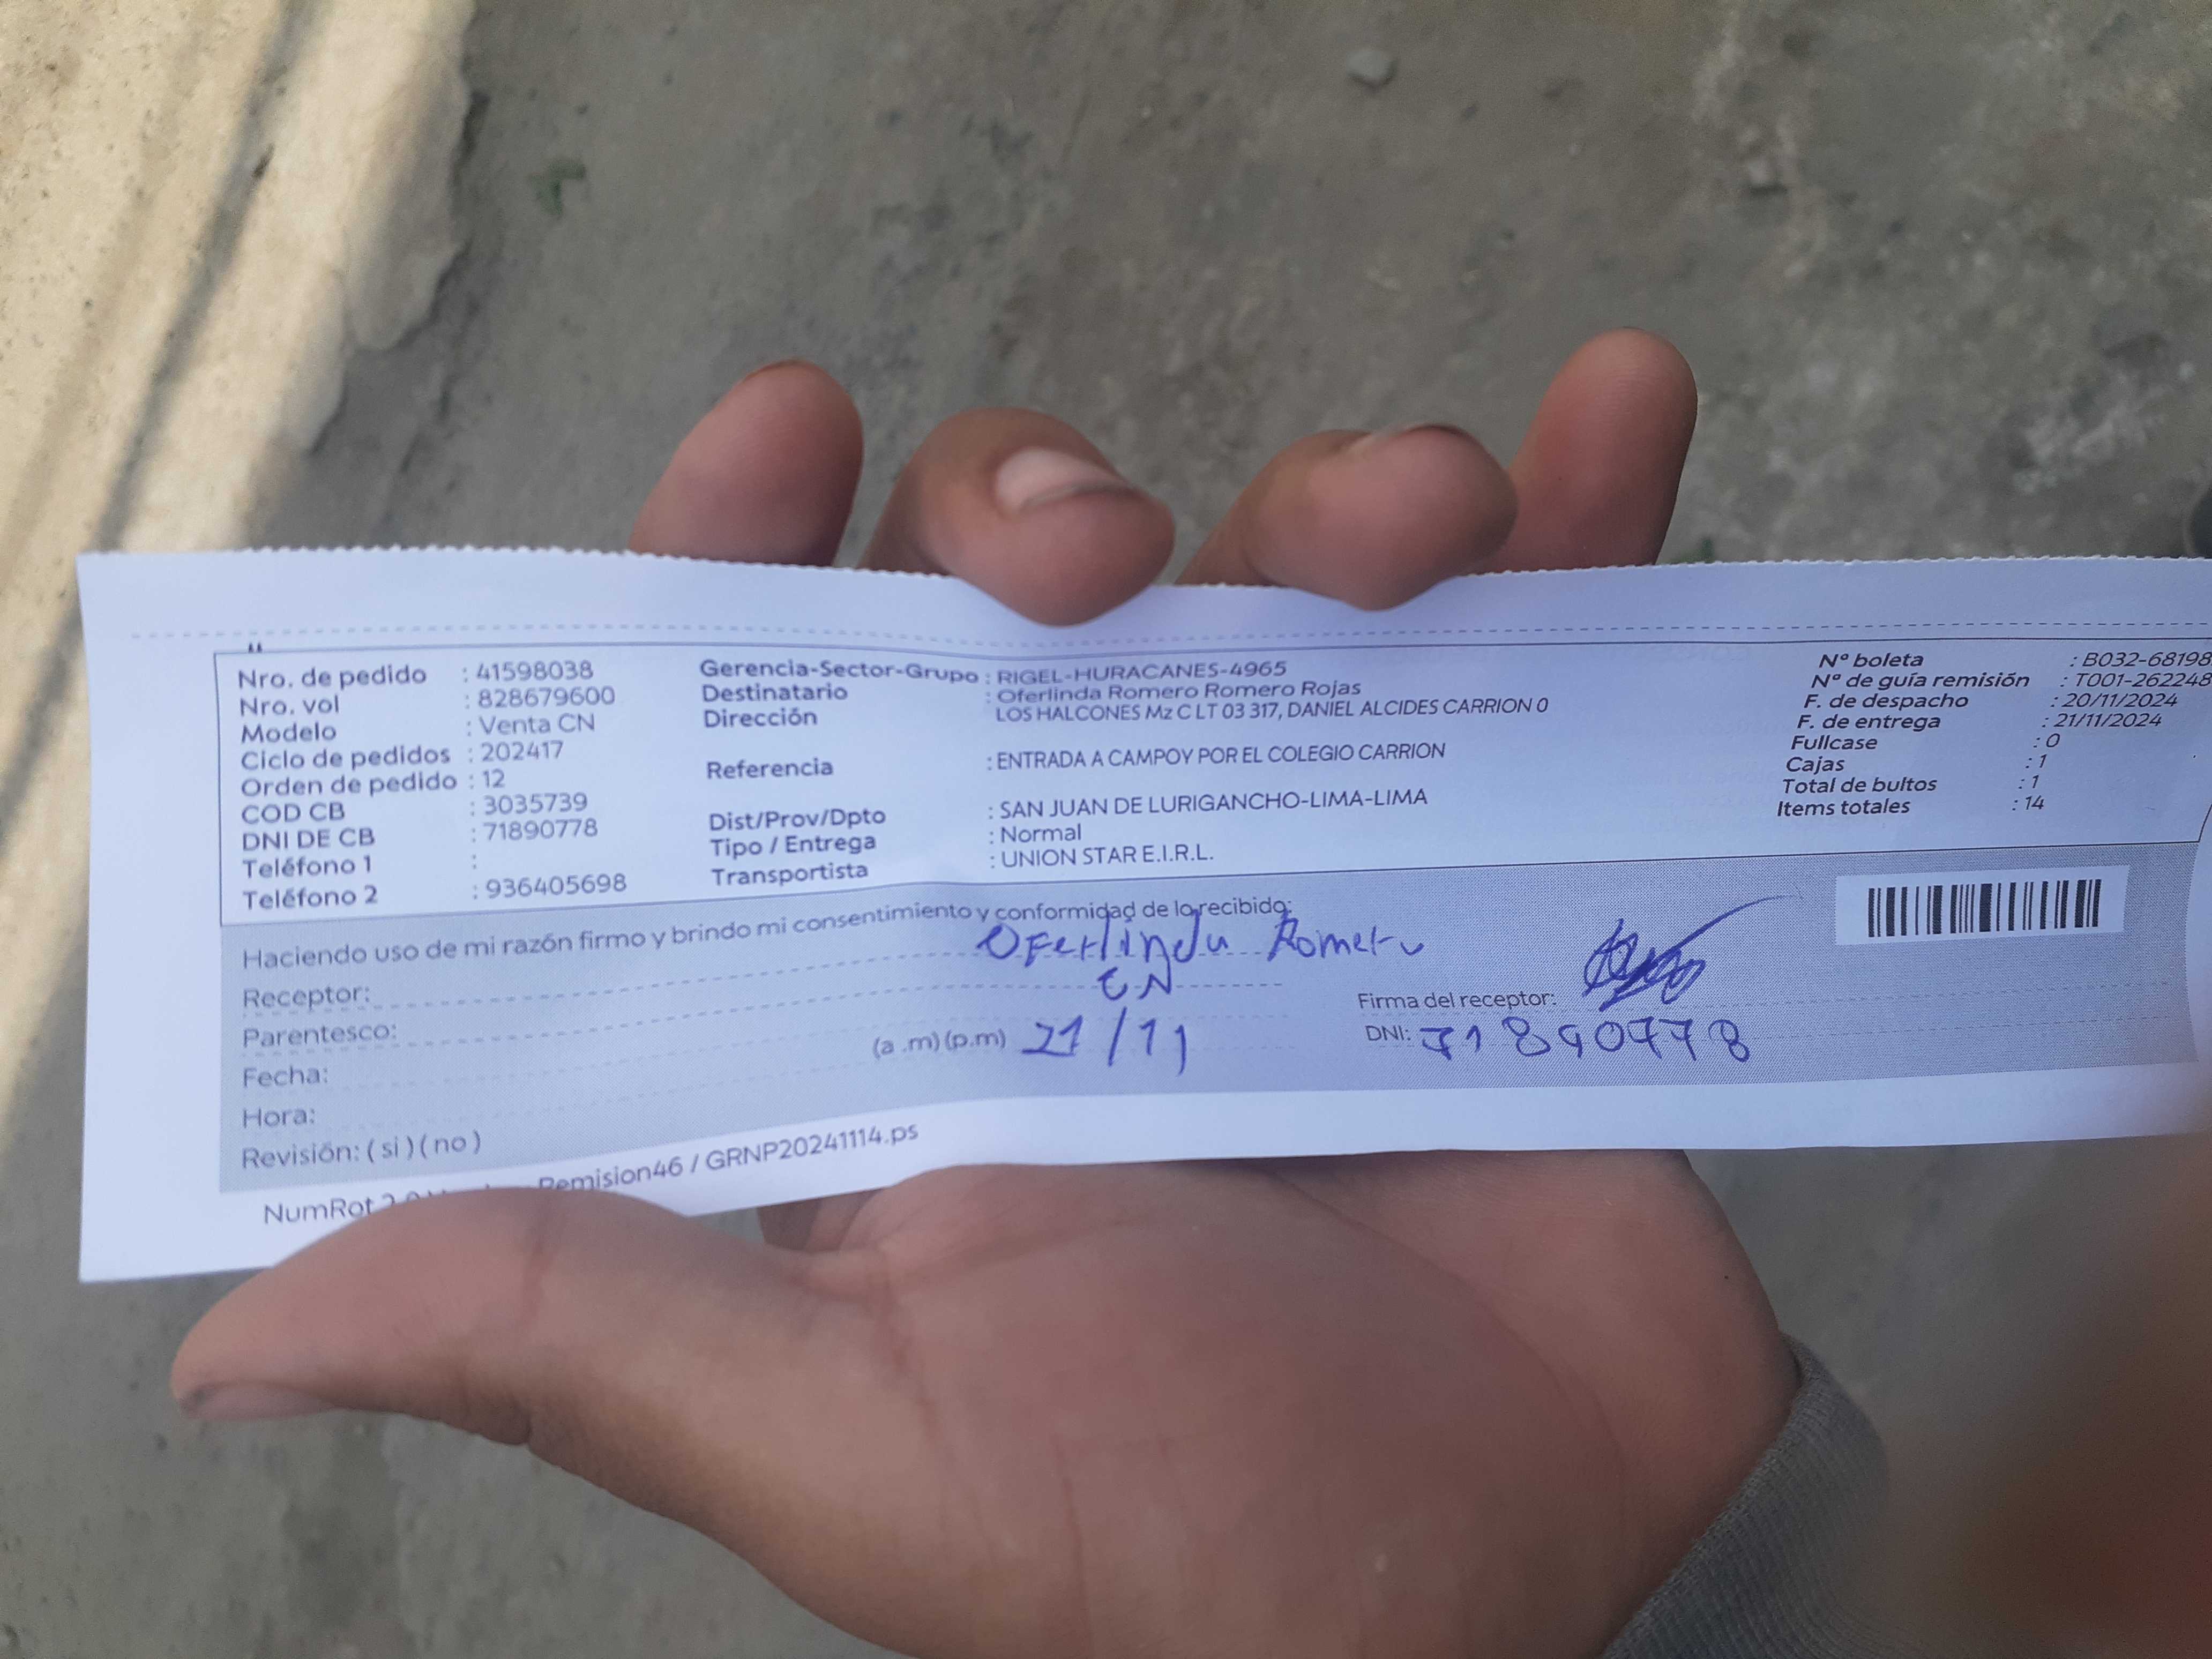 Nro. de pedido : 41598038
Nro. vol : 828679600
Modelo : Venta CN
Ciclo de pedidos : 202417
Orden de pedido : 12
COD CB : 3035739
DNI DE CB : 71890778
Teléfono 1 :
Teléfono 2 : 936405698
Gerencia-Sector-Grupo : RIGEL-HURACANES-4965
Destinatario : Oferlinda Romero Romero Rojas
Dirección LOS HALCONES Mz C LT 03 317, DANIEL ALCIDES CARRION 0
Referencia : ENTRADA A CAMPOY POR EL COLEGIO CARRION
Dist/Prov/Dpto : SAN JUAN DE LURIGANCHO-LIMA-LIMA
Tipo / Entrega : Normal
Transportista : UNION STAR E.I.R.L.
Nº boleta : B032-68198
Nº de guía remisión : T001-262248
F. de despacho : 20/11/2024
F. de entrega : 21/11/2024
Fullcase : 0
Cajas : 1
Total de bultos : 1
Items totales : 14
Haciendo uso de mi razón firmo y brindo mi consentimiento y conformidad de lo recibido:
Receptor: Oferlinda Romero
Parentesco: CN
Fecha: (a .m) (p.m) 21/11
Hora:
Revisión: ( si ) ( no )
Firma del receptor:
DNI: 71890778
NumRot Remision46 / GRNP20241114.ps